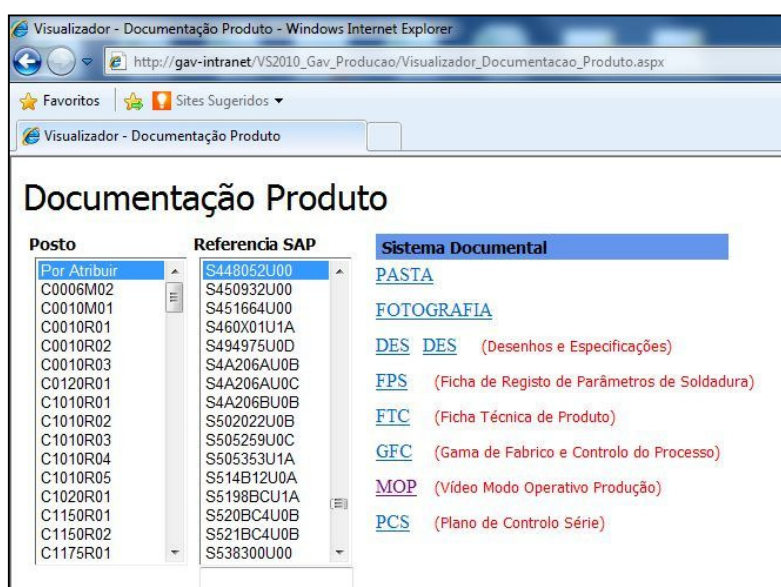 Visualizador - Documentação Produto - Windows Internet Explorer
http://gav-intranet/VS2010_Gav_Producao/Visualizador_Documentacao_Produto.aspx
Favoritos Sites Sugeridos
Visualizador - Documentação Produto
Documentação Produto
Posto
Por Atribuir
C0006M02
C0010M01
C0010R01
C0010R02
C0010R03
C0120R01
C1010R01
C1010R02
C1010R03
C1010R04
C1010R05
C1020R01
C1150R01
C1150R02
C1175R01
Referencia SAP
S448052U00
S450932U00
S451664U00
S460X01U1A
S494975U0D
S4A206AU0B
S4A206AU0C
S4A206BU0B
S502022U0B
S505259U0C
S505353U1A
S514B12U0A
S5198BCU1A
S520BC4U0B
S521BC4U0B
S538300U00
Sistema Documental
PASTA
FOTOGRAFIA
DES DES (Desenhos e Especificações)
FPS (Ficha de Registo de Parâmetros de Soldadura)
FTC (Ficha Técnica de Produto)
GFC (Gama de Fabrico e Controlo do Processo)
MOP (Vídeo Modo Operativo Produção)
PCS (Plano de Controlo Série)